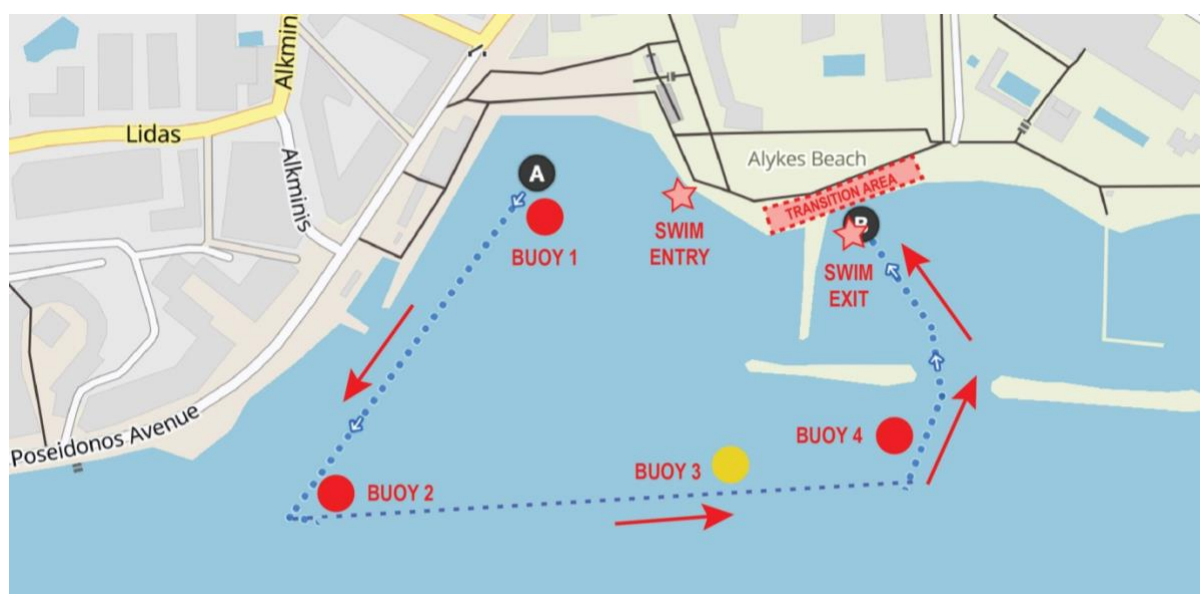 Alkmin
Lidas
Alkminis
Poseidonos Avenue
A
BUOY 1
SWIM
ENTRY
Alykes Beach
TRANSITION AREA
B
SWIM
EXIT
BUOY 2
BUOY 3
BUOY 4